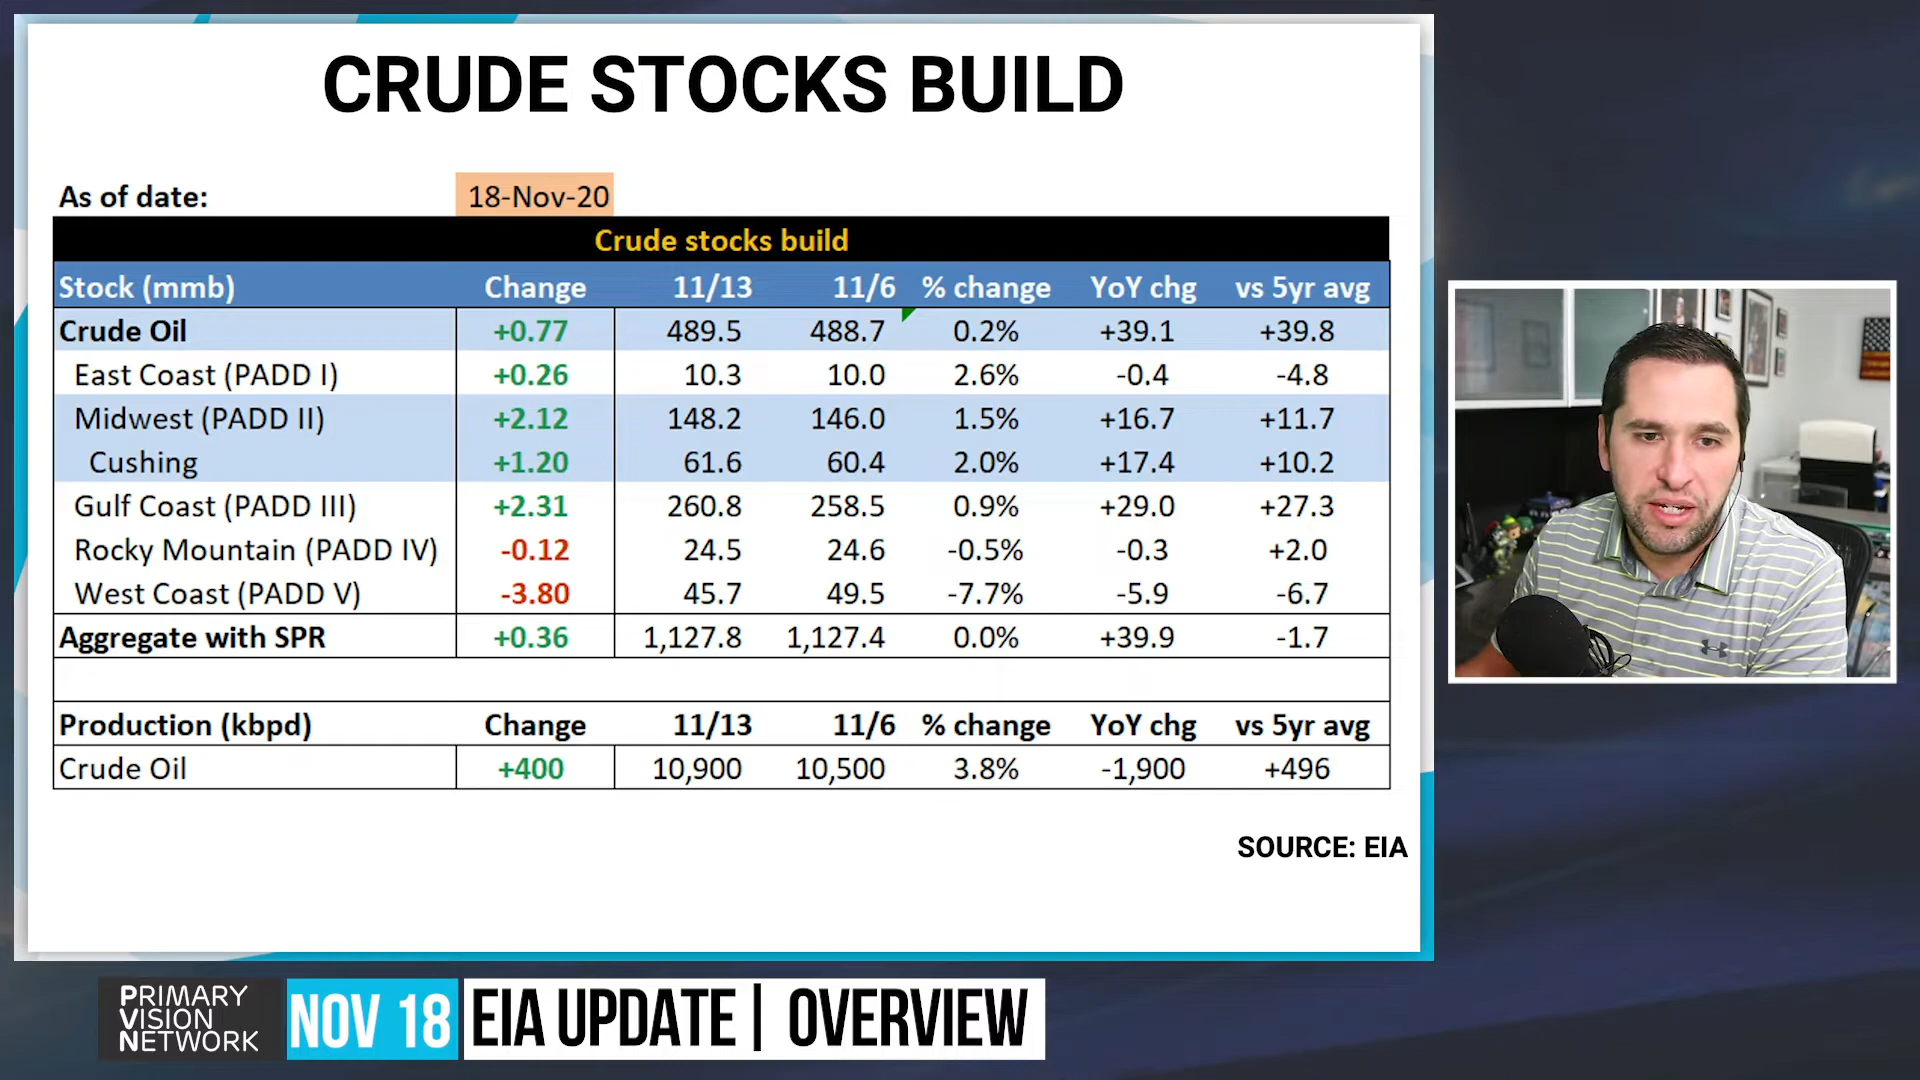 CRUDE STOCKS BUILD
As of date: 18-Nov-20
Crude stocks build
Stock (mmb) Change 11/13 11/6 % change YoY chg vs 5yr avg
Crude Oil +0.77 489.5 488.7 0.2% +39.1 +39.8
East Coast (PADD I) +0.26 10.3 10.0 2.6% -0.4 -4.8
Midwest (PADD II) +2.12 148.2 146.0 1.5% +16.7 +11.7
Cushing +1.20 61.6 60.4 2.0% +17.4 +10.2
Gulf Coast (PADD III) +2.31 260.8 258.5 0.9% +29.0 +27.3
Rocky Mountain (PADD IV) -0.12 24.5 24.6 -0.5% -0.3 +2.0
West Coast (PADD V) -3.80 45.7 49.5 -7.7% -5.9 -6.7
Aggregate with SPR +0.36 1,127.8 1,127.4 0.0% +39.9 -1.7
Production (kbpd) Change 11/13 11/6 % change YoY chg vs 5yr avg
Crude Oil +400 10,900 10,500 3.8% -1,900 +496
SOURCE: EIA
PRIMARY
VISION
NETWORK
NOV 18
EIA UPDATE | OVERVIEW